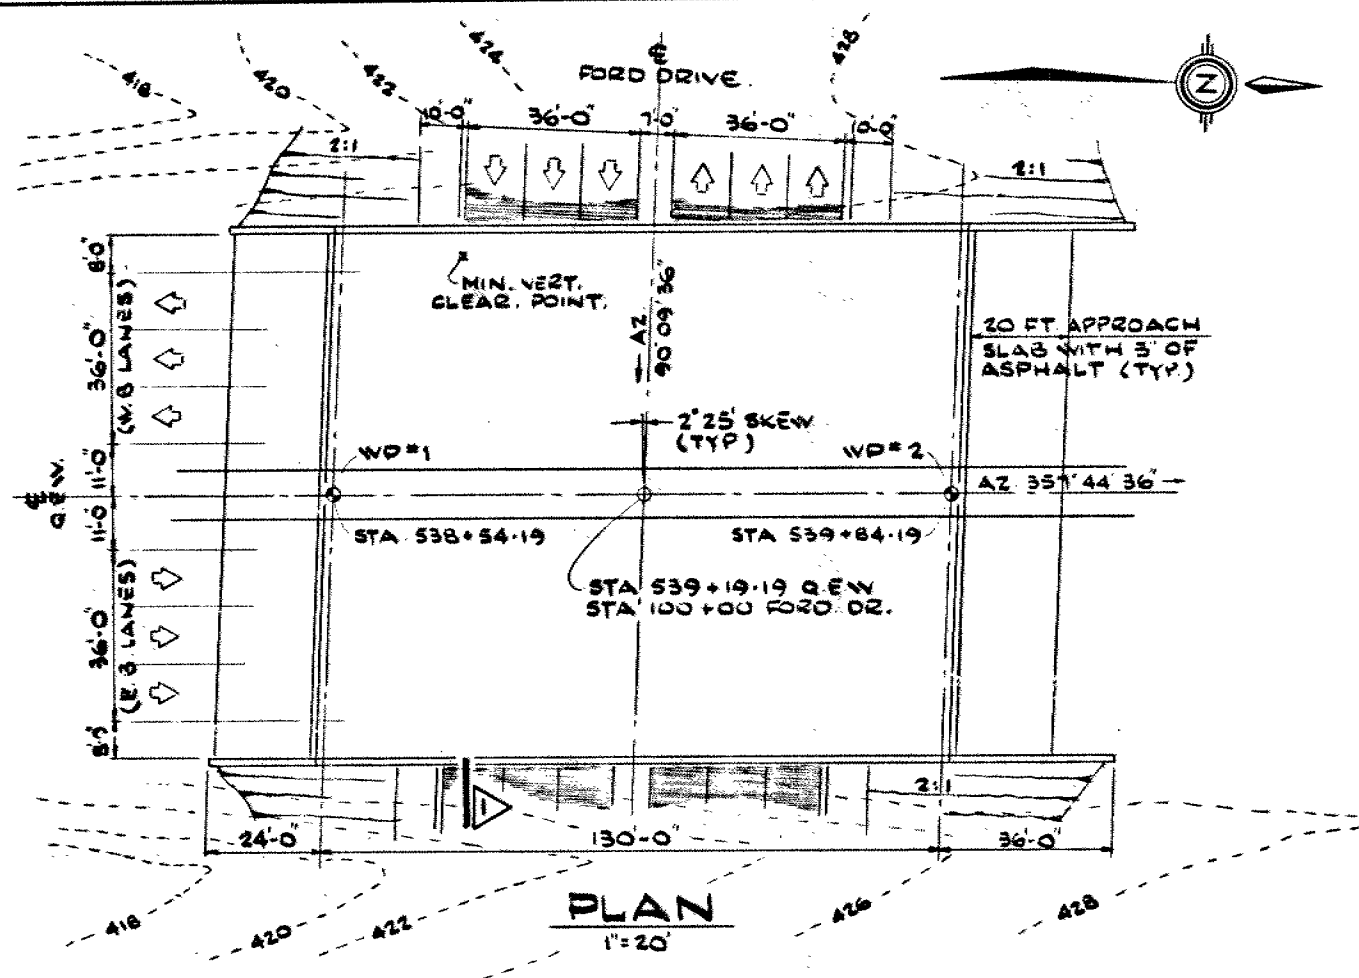 418
420
422
424
428
FORD DRIVE
N
10'-0"
36'-0"
7'-0"
36'-0"
10'-0"
2:1
2:1
8'-0"
36'-0"
(W.B LANES)
11'-0"
11'-0
36'-0"
(E.B LANES)
8'-0
℄
Q.E.W.
MIN. VERT.
CLEAR. POINT.
AZ
90° 09' 36"
20 FT. APPROACH
SLAB WITH 3" OF
ASPHALT (TYP.)
2° 25' SKEW
(TYP)
WP#1
WP#2
AZ 359° 44' 36"
STA 538+54.19
STA 539+84.19
STA 539+19.19 Q.E.W
STA 100+00 FORD DR.
2:1
1
24'-0"
130'-0"
36'-0"
418
420
422
426
428
PLAN
1"=20'